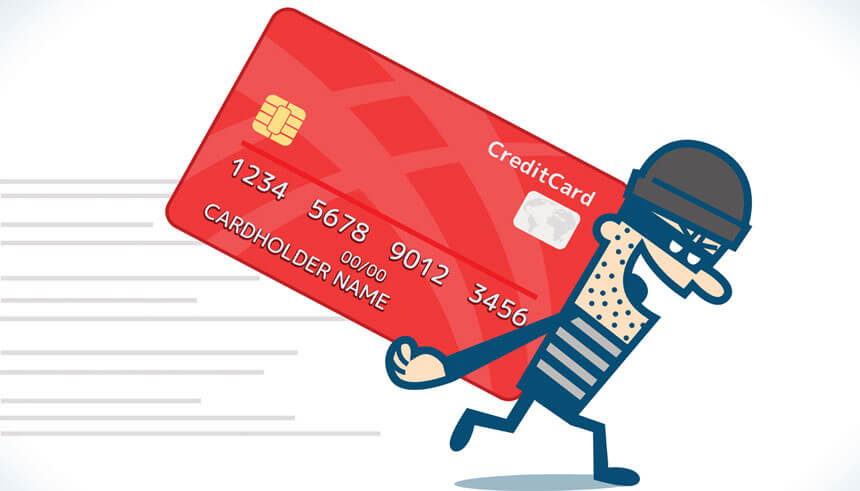 CreditCard
1234 5678 9012 3456
00/00
CARDHOLDER NAME